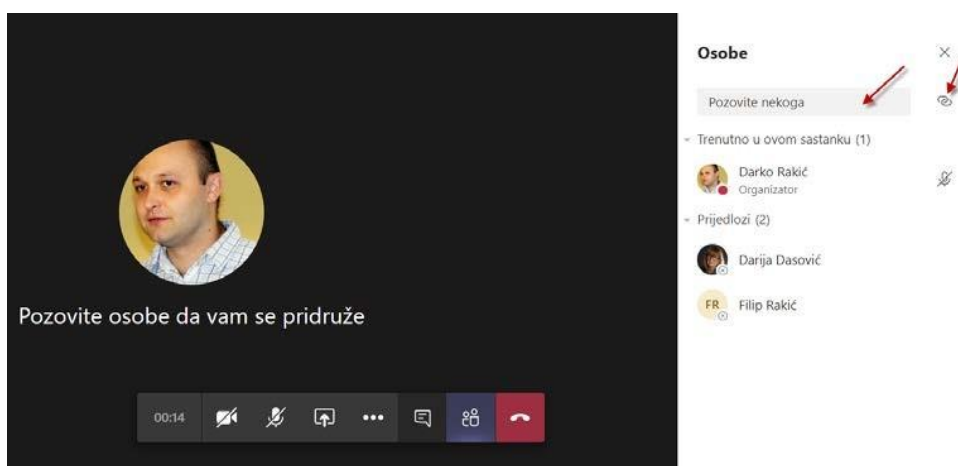 Osobe
Pozovite nekoga
Trenutno u ovom sastanku (1)
Darko Rakić
Organizator
Prijedlozi (2)
Darija Dasović
FR
Filip Rakić
Pozovite osobe da vam se pridruže
00:14